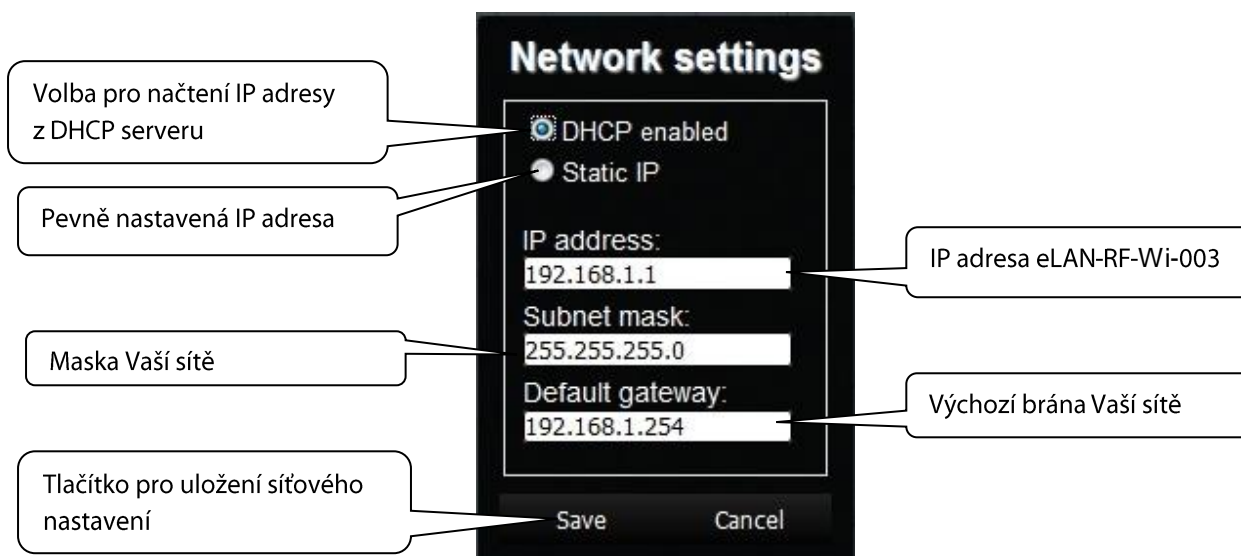 Network settings
Volba pro načtení IP adresy
z DHCP serveru
DHCP enabled
Static IP
Pevně nastavená IP adresa
IP address:
192.168.1.1
IP adresa eLAN-RF-Wi-003
Subnet mask:
255.255.255.0
Maska Vaší sítě
Default gateway:
192.168.1.254
Výchozí brána Vaší sítě
Tlačítko pro uložení síťového
nastavení
Save
Cancel